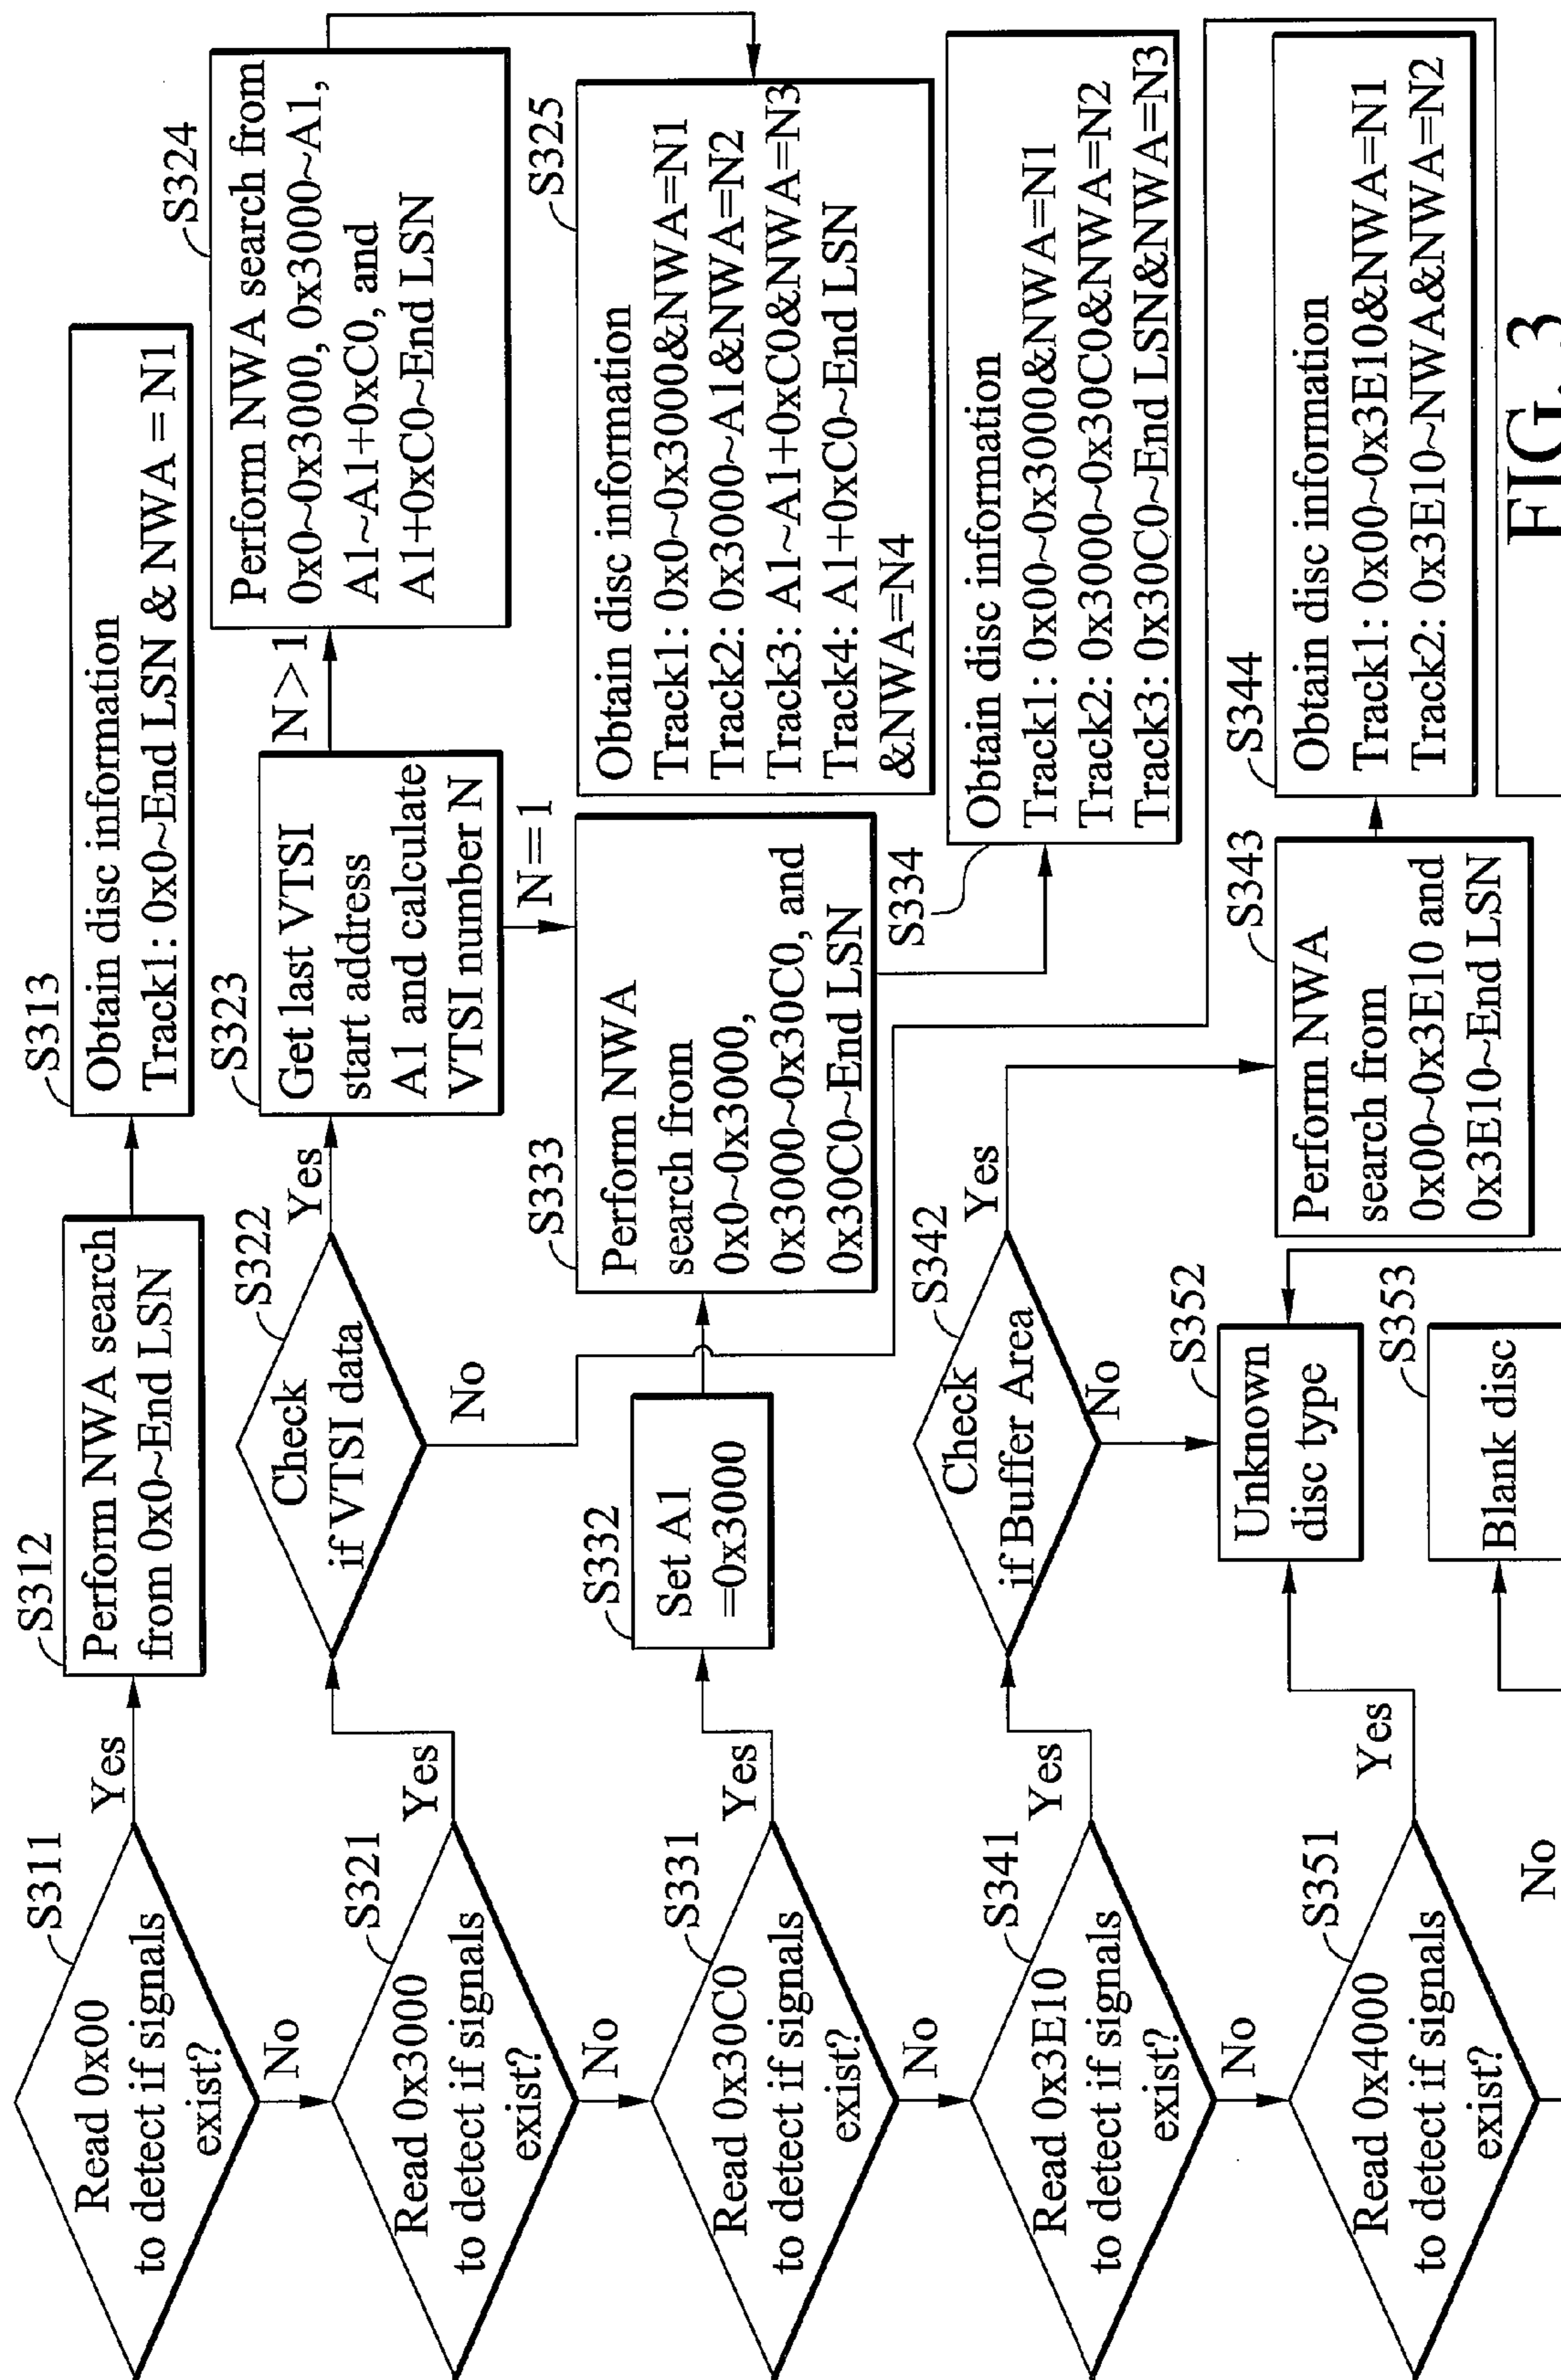 S311
Read 0x00
to detect if signals
exist?
Yes
No
S312
Perform NWA search
from 0x0~End LSN
S313
Obtain disc information
Track1: 0x0~End LSN & NWA = N1
S321
Read 0x3000
to detect if signals
exist?
Yes
No
S322
Check
if VTSI data
Yes
No
S323
Get last VTSI
start address
A1 and calculate
VTSI number N
N>1
N==1
S324
Perform NWA search from
0x0~0x3000, 0x3000~A1,
A1~A1+0xC0, and
A1+0xC0~End LSN
S325
Obtain disc information
Track1: 0x0~0x3000&NWA=N1
Track2: 0x3000~A1&NWA=N2
Track3: A1~A1+0xC0&NWA=N3
Track4: A1+0xC0~End LSN
&NWA=N4
S331
Read 0x30C0
to detect if signals
exist?
Yes
No
S332
Set A1
=0x3000
S333
Perform NWA
search from
0x0~0x3000,
0x3000~0x30C0, and
0x30C0~End LSN
S334
Obtain disc information
Track1: 0x00~0x3000&NWA=N1
Track2: 0x3000~0x30C0&NWA=N2
Track3: 0x30C0~End LSN&NWA=N3
S341
Read 0x3E10
to detect if signals
exist?
Yes
No
S342
Check
if Buffer Area
Yes
No
S343
Perform NWA
search from
0x00~0x3E10 and
0x3E10~End LSN
S344
Obtain disc information
Track1: 0x00~0x3E10&NWA=N1
Track2: 0x3E10~NWA&NWA=N2
S351
Read 0x4000
to detect if signals
exist?
Yes
No
S352
Unknown
disc type
S353
Blank disc
FIG. 3